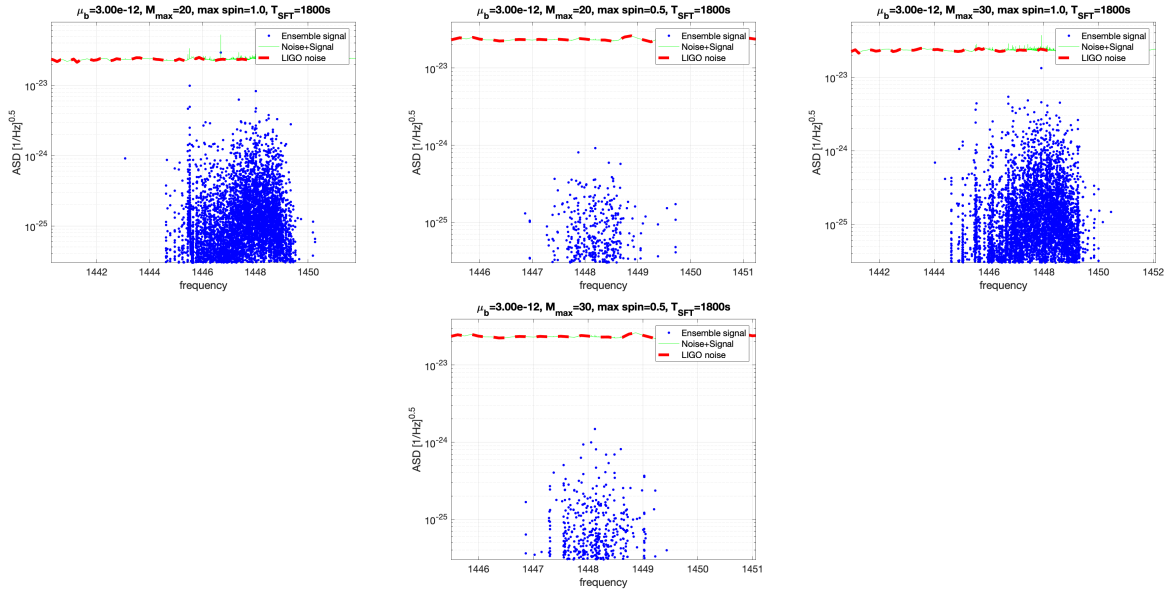 μb=3.00e-12, Mmax=20, max spin=1.0, TSFT=1800s
Ensemble signal
Noise+Signal
LIGO noise
10-23
10-24
10-25
ASD [1/Hz]0.5
1442 1444 1446 1448 1450
frequency
μb=3.00e-12, Mmax=20, max spin=0.5, TSFT=1800s
Ensemble signal
Noise+Signal
LIGO noise
10-23
10-24
10-25
ASD [1/Hz]0.5
1446 1447 1448 1449 1450 1451
frequency
μb=3.00e-12, Mmax=30, max spin=1.0, TSFT=1800s
Ensemble signal
Noise+Signal
LIGO noise
10-23
10-24
10-25
ASD [1/Hz]0.5
1442 1444 1446 1448 1450 1452
frequency
μb=3.00e-12, Mmax=30, max spin=0.5, TSFT=1800s
Ensemble signal
Noise+Signal
LIGO noise
10-23
10-24
10-25
ASD [1/Hz]0.5
1446 1447 1448 1449 1450 1451
frequency